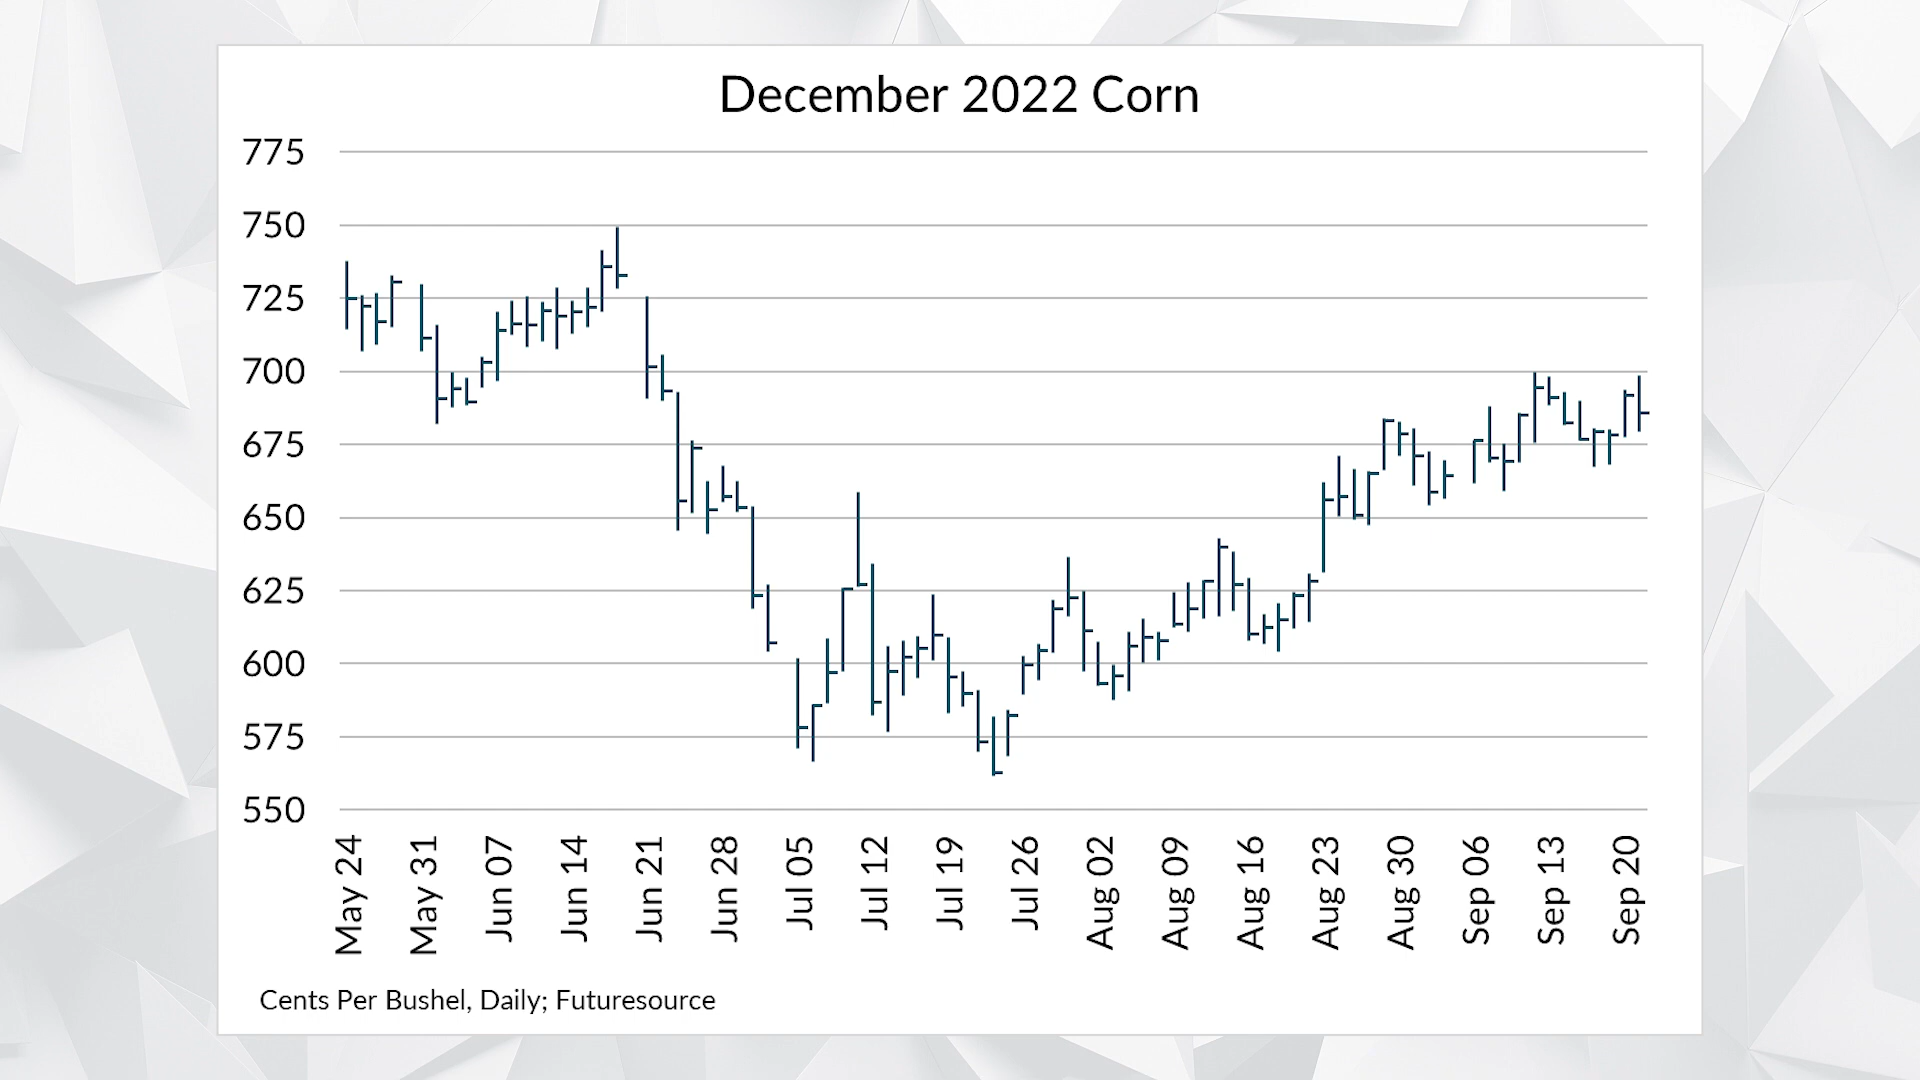 December 2022 Corn
775
750
725
700
675
650
625
600
575
550
May 24
May 31
Jun 07
Jun 14
Jun 21
Jun 28
Jul 05
Jul 12
Jul 19
Jul 26
Aug 02
Aug 09
Aug 16
Aug 23
Aug 30
Sep 06
Sep 13
Sep 20
Cents Per Bushel, Daily; Futuresource